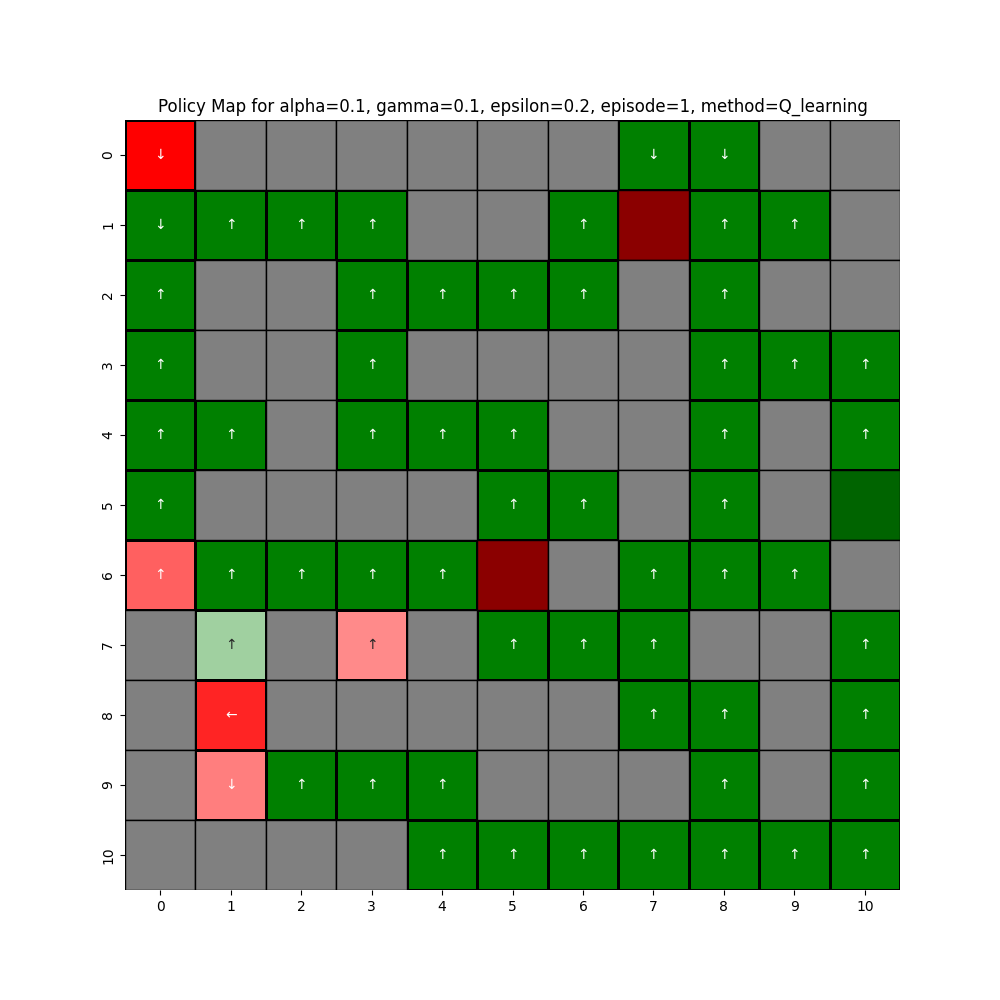 Policy Map for alpha=0.1, gamma=0.1, epsilon=0.2, episode=1, method=Q_learning
0 ↓ ↓ ↓
1 ↓ ↑ ↑ ↑ ↑ ↑ ↑
2 ↑ ↑ ↑ ↑ ↑ ↑
3 ↑ ↑ ↑ ↑ ↑
4 ↑ ↑ ↑ ↑ ↑ ↑ ↑
5 ↑ ↑ ↑ ↑
6 ↑ ↑ ↑ ↑ ↑ ↑ ↑ ↑
7 ↑ ↑ ↑ ↑ ↑ ↑
8 ← ↑ ↑ ↑
9 ↓ ↑ ↑ ↑ ↑ ↑
10 ↑ ↑ ↑ ↑ ↑ ↑ ↑
0 1 2 3 4 5 6 7 8 9 10